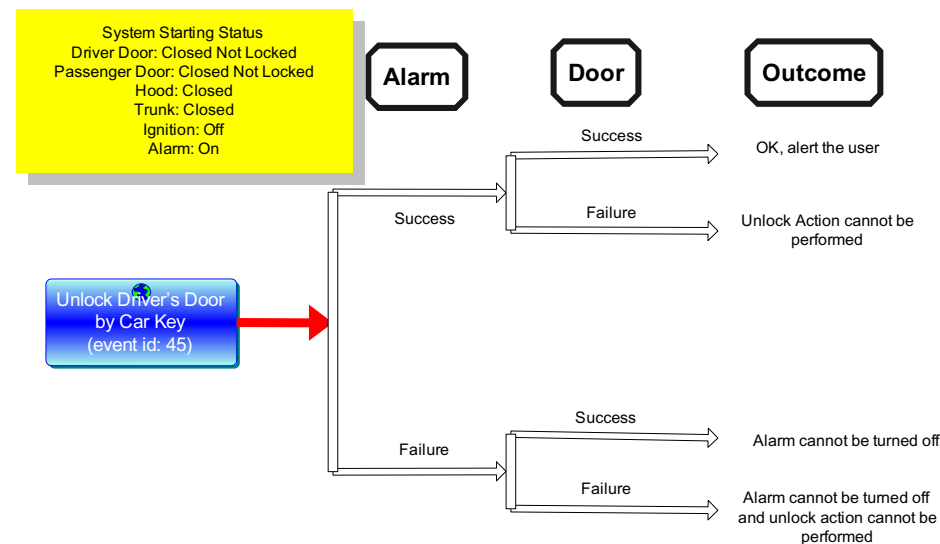 System Starting Status
Driver Door: Closed Not Locked
Passenger Door: Closed Not Locked
Hood: Closed
Trunk: Closed
Ignition: Off
Alarm: On
Alarm
Door
Outcome
Success
OK, alert the user
Success
Failure
Unlock Action cannot be
performed
Unlock Driver's Door
by Car Key
(event id: 45)
Success
Alarm cannot be turned off
Failure
Failure
Alarm cannot be turned off
and unlock action cannot be
performed